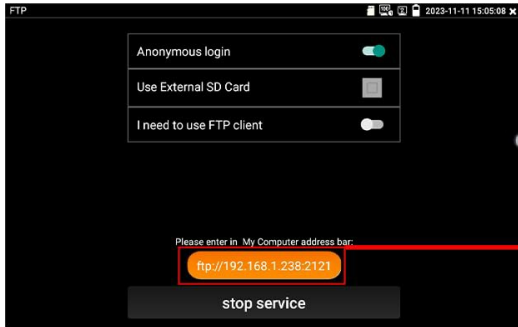 FTP
2023-11-11 15:05:08
Anonymous login
Use External SD Card
I need to use FTP client
Please enter in My Computer address bar:
ftp://192.168.1.238:2121
stop service